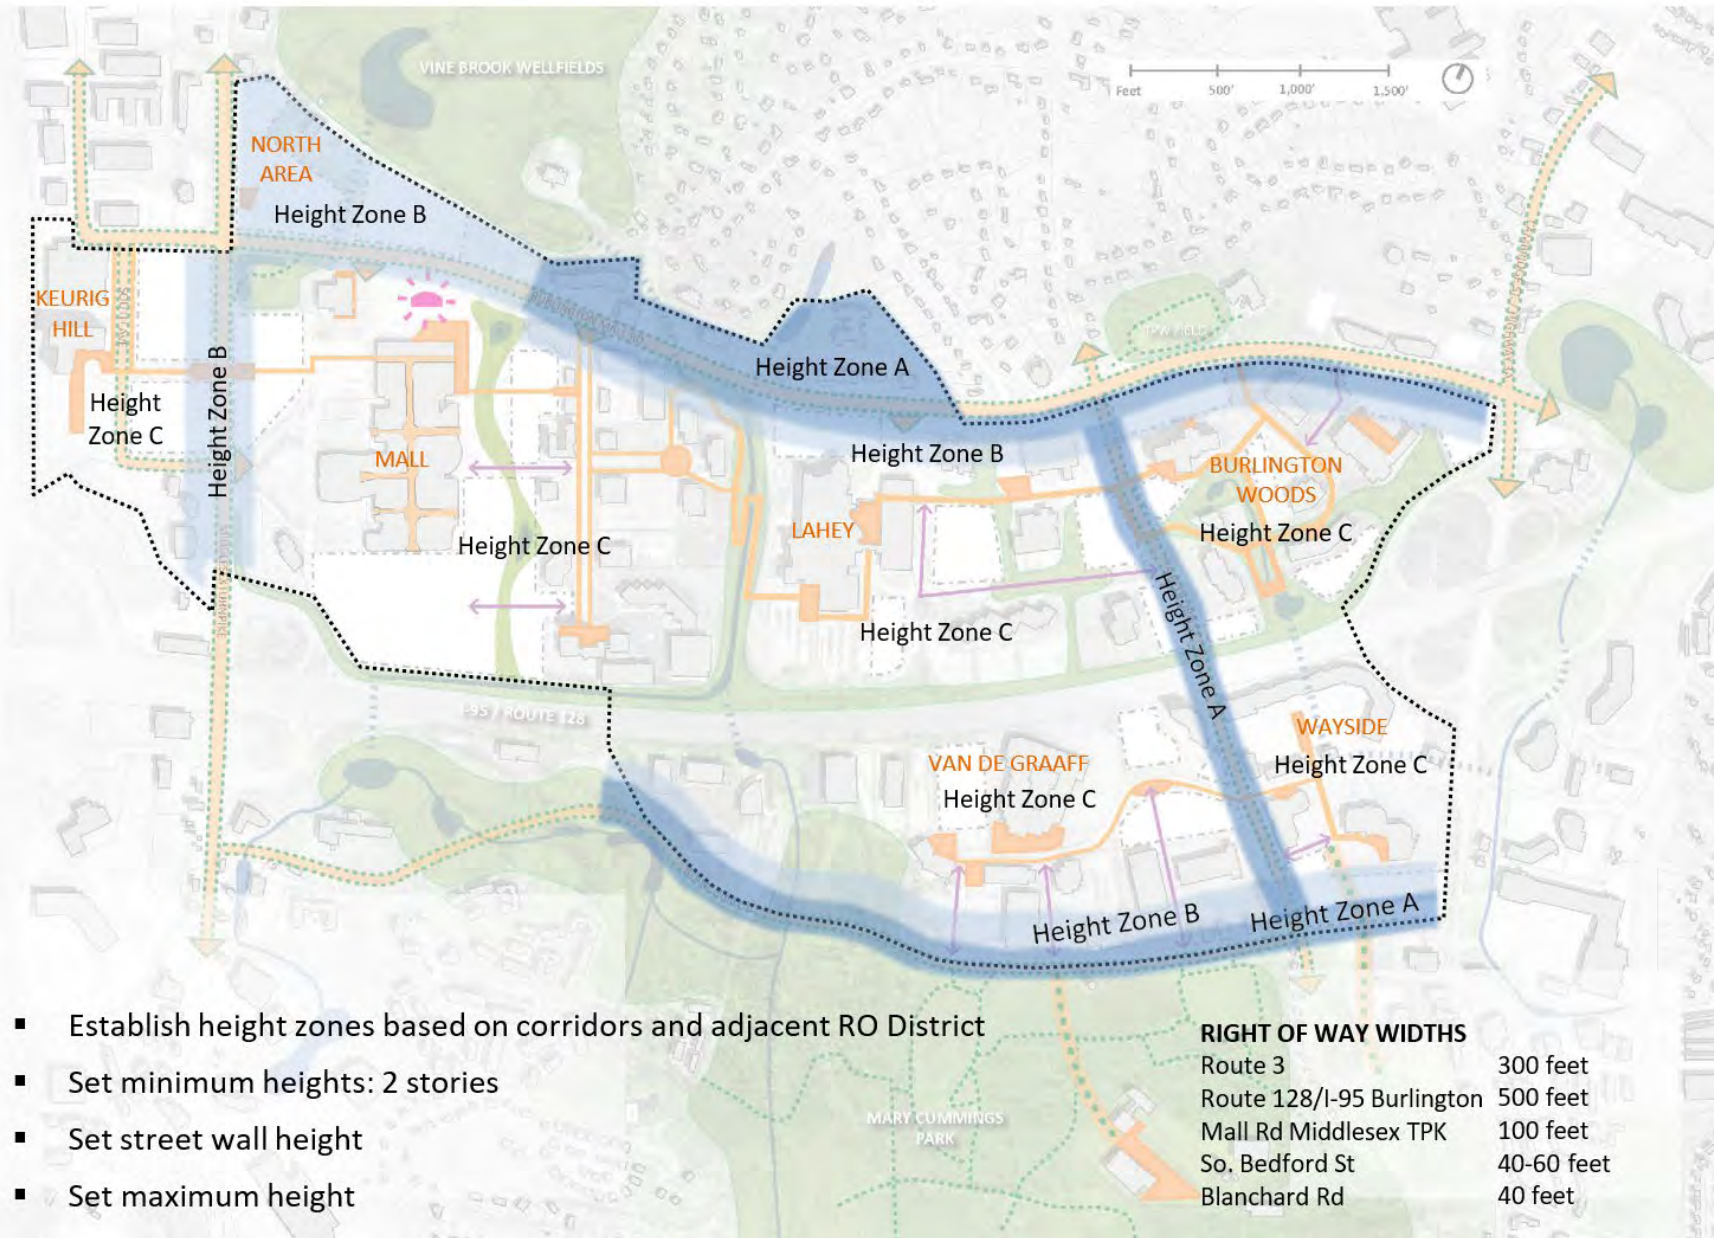 VINE BROOK WELLFIELDS
Feet 500' 1,000' 1,500'
NORTH
AREA
Height Zone B
KEURIG
HILL
Height
Zone C
Height Zone B
MALL
Height Zone C
Height Zone A
Height Zone B
LAHEY
Height Zone C
BURLINGTON
WOODS
Height Zone C
Height Zone A
I-95 / ROUTE 128
VAN DE GRAAFF
Height Zone C
WAYSIDE
Height Zone C
Height Zone B
Height Zone A
MARY CUMMINGS
PARK
▪ Establish height zones based on corridors and adjacent RO District
▪ Set minimum heights: 2 stories
▪ Set street wall height
▪ Set maximum height
RIGHT OF WAY WIDTHS
Route 3 300 feet
Route 128/I-95 Burlington 500 feet
Mall Rd Middlesex TPK 100 feet
So. Bedford St 40-60 feet
Blanchard Rd 40 feet